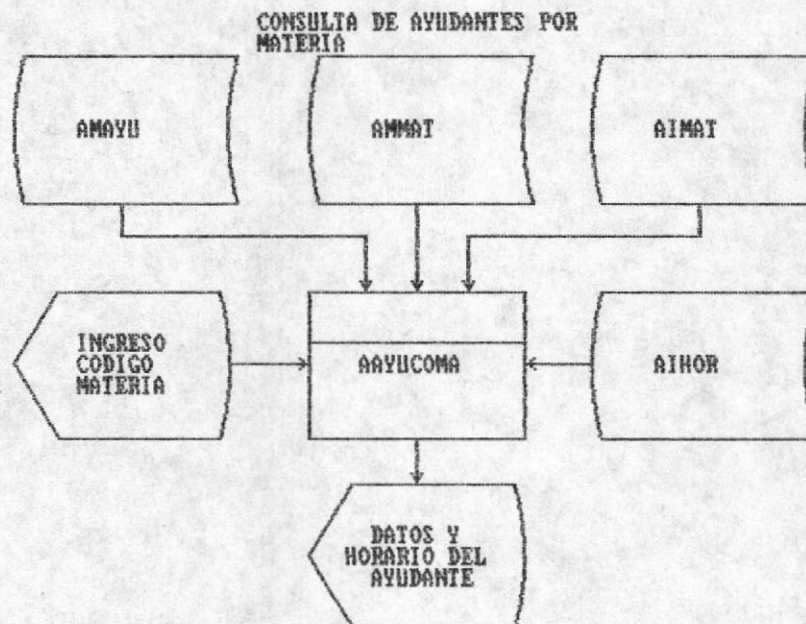 CONSULTA DE AYUDANTES POR
MATERIA
AMAYU
AMMAT
AIMAT
INGRESO
CODIGO
MATERIA
AAYUCOMA
AIHOR
DATOS Y
HORARIO DEL
AYUDANTE